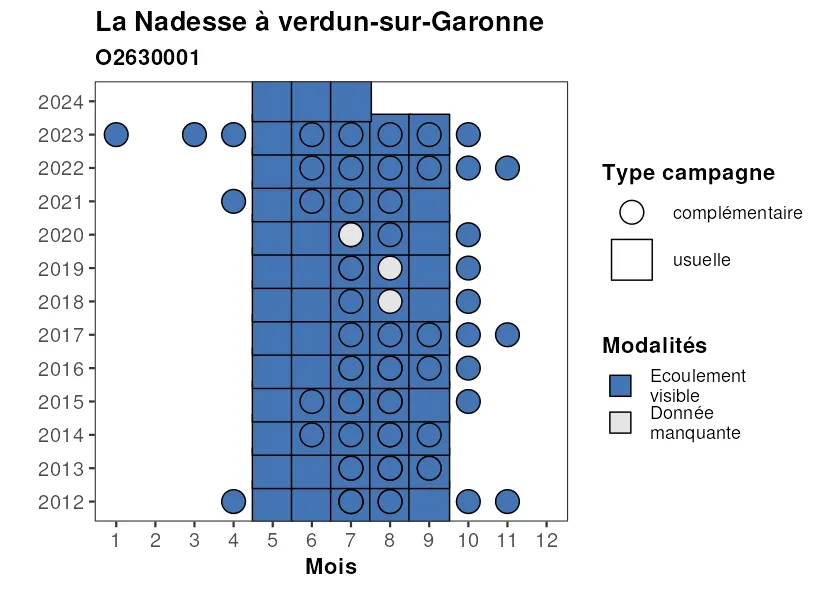 La Nadesse à verdun-sur-Garonne
O2630001
2024
2023
2022
2021
2020
2019
2018
2017
2016
2015
2014
2013
2012
1 2 3 4 5 6 7 8 9 10 11 12
Mois
Type campagne
complémentaire
usuelle
Modalités
Ecoulement
visible
Donnée
manquante